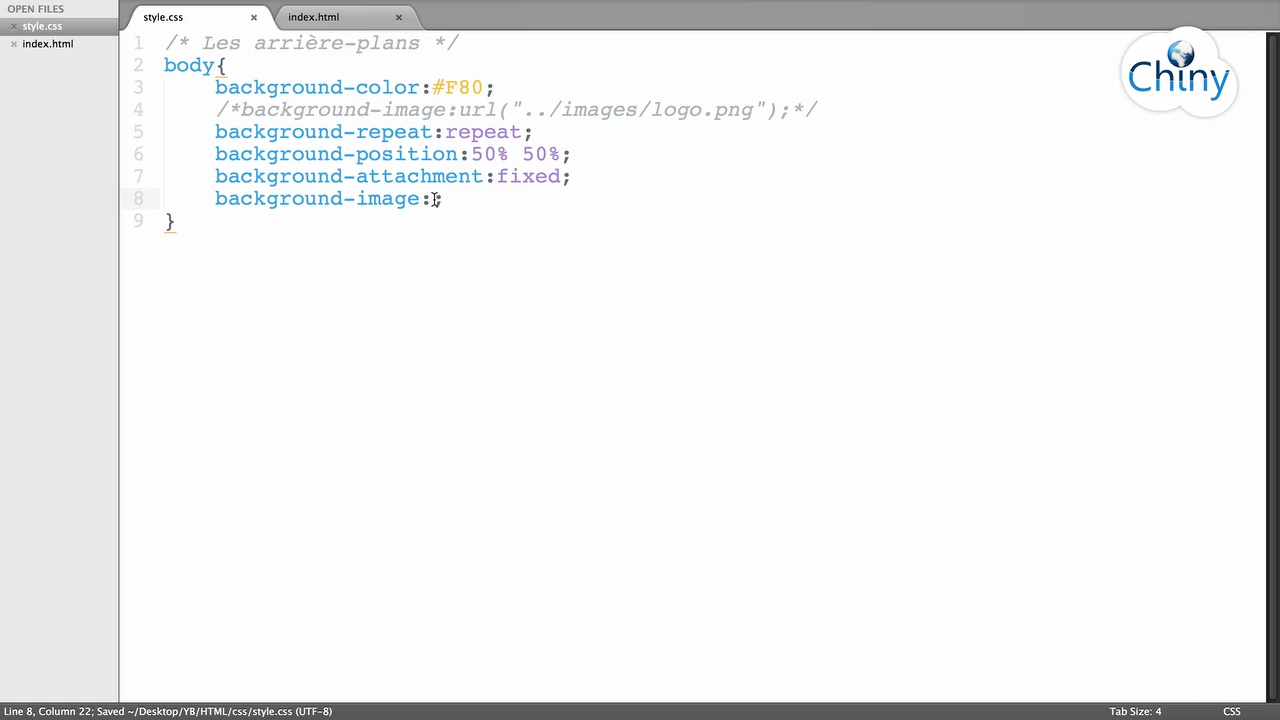 OPEN FILES
style.css
index.html
style.css
index.html
Chiny
1 /* Les arrière-plans */
2 body{
3 background-color:#F80;
4 /*background-image:url("../images/logo.png");*/
5 background-repeat:repeat;
6 background-position:50% 50%;
7 background-attachment:fixed;
8 background-image:;
9 }
Line 8, Column 22; Saved ~/Desktop/YB/HTML/css/style.css (UTF-8)
Tab Size: 4
CSS